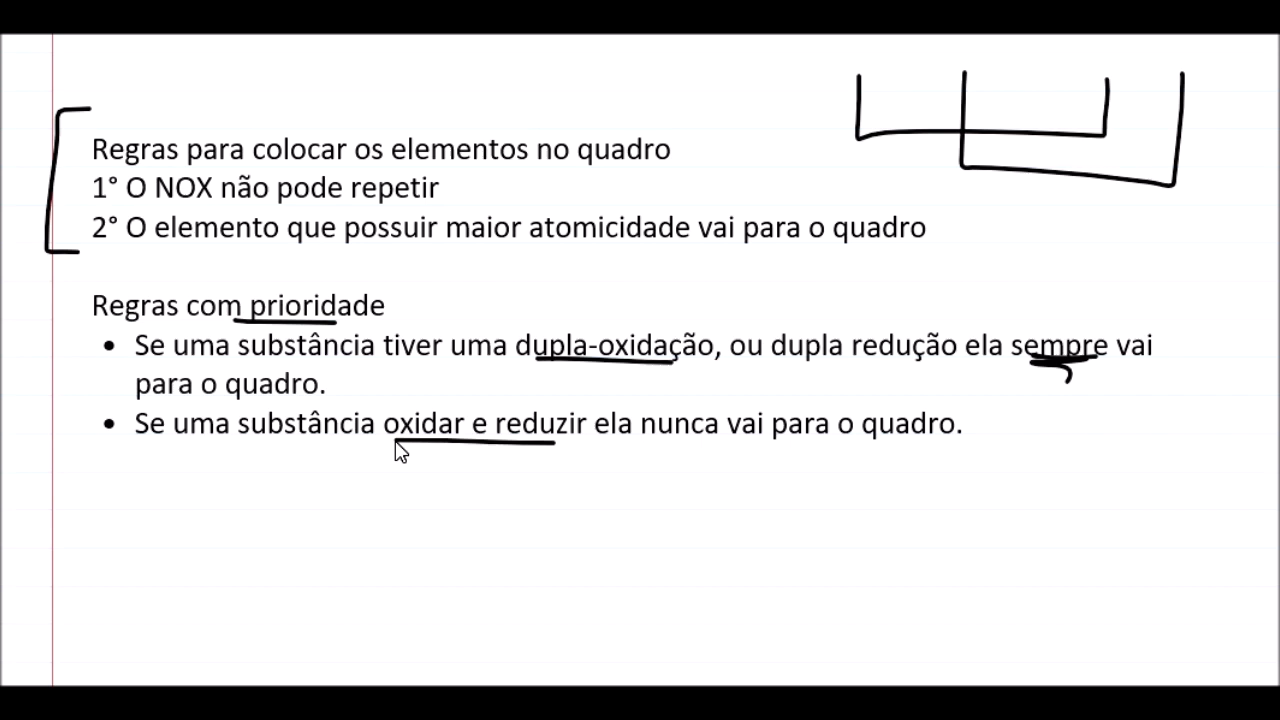 Regras para colocar os elementos no quadro
1° O NOX não pode repetir
2° O elemento que possuir maior atomicidade vai para o quadro
Regras com prioridade
• Se uma substância tiver uma dupla-oxidação, ou dupla redução ela sempre vai
para o quadro.
• Se uma substância oxidar e reduzir ela nunca vai para o quadro.